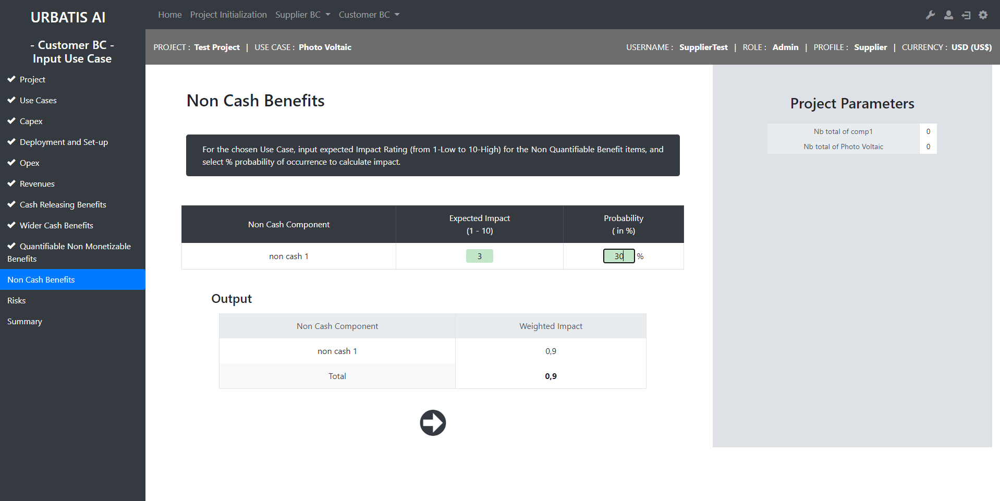 URBATIS AI
- Customer BC -
Input Use Case
Project
Use Cases
Capex
Deployment and Set-up
Opex
Revenues
Cash Releasing Benefits
Wider Cash Benefits
Quantifiable Non Monetizable
Benefits
Non Cash Benefits
Risks
Summary
Home Project Initialization Supplier BC Customer BC
PROJECT : Test Project | USE CASE : Photo Voltaic
USERNAME : SupplierTest | ROLE : Admin | PROFILE : Supplier | CURRENCY : USD (US$)
Non Cash Benefits
For the chosen Use Case, input expected Impact Rating (from 1-Low to 10-High) for the Non Quantifiable Benefit items, and
select % probability of occurrence to calculate impact.
Non Cash Component
Expected Impact
(1 - 10)
Probability
( in %)
non cash 1 3 30 %
Output
Non Cash Component Weighted Impact
non cash 1 0,9
Total 0,9
Project Parameters
Nb total of comp1 0
Nb total of Photo Voltaic 0